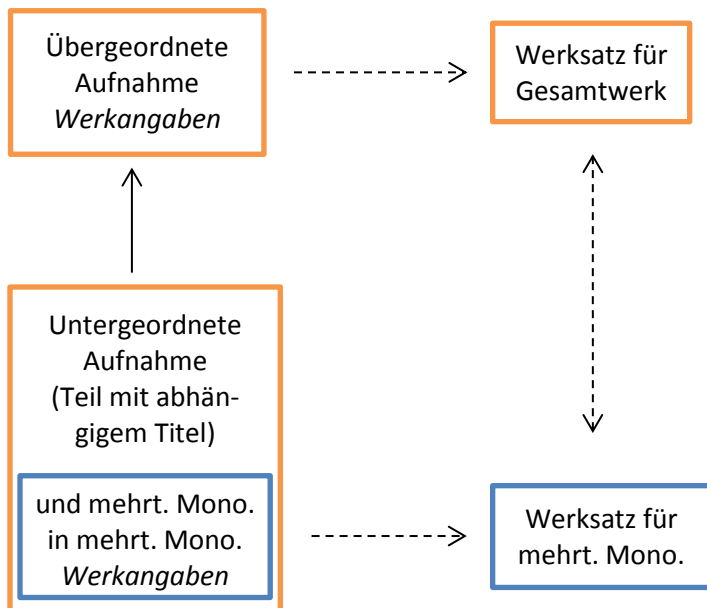 Übergeordnete
Aufnahme
Werkangaben
Werksatz für
Gesamtwerk
Untergeordnete
Aufnahme
(Teil mit abhän-
gigem Titel)
und mehrt. Mono.
in mehrt. Mono.
Werkangaben
Werksatz für
mehrt. Mono.